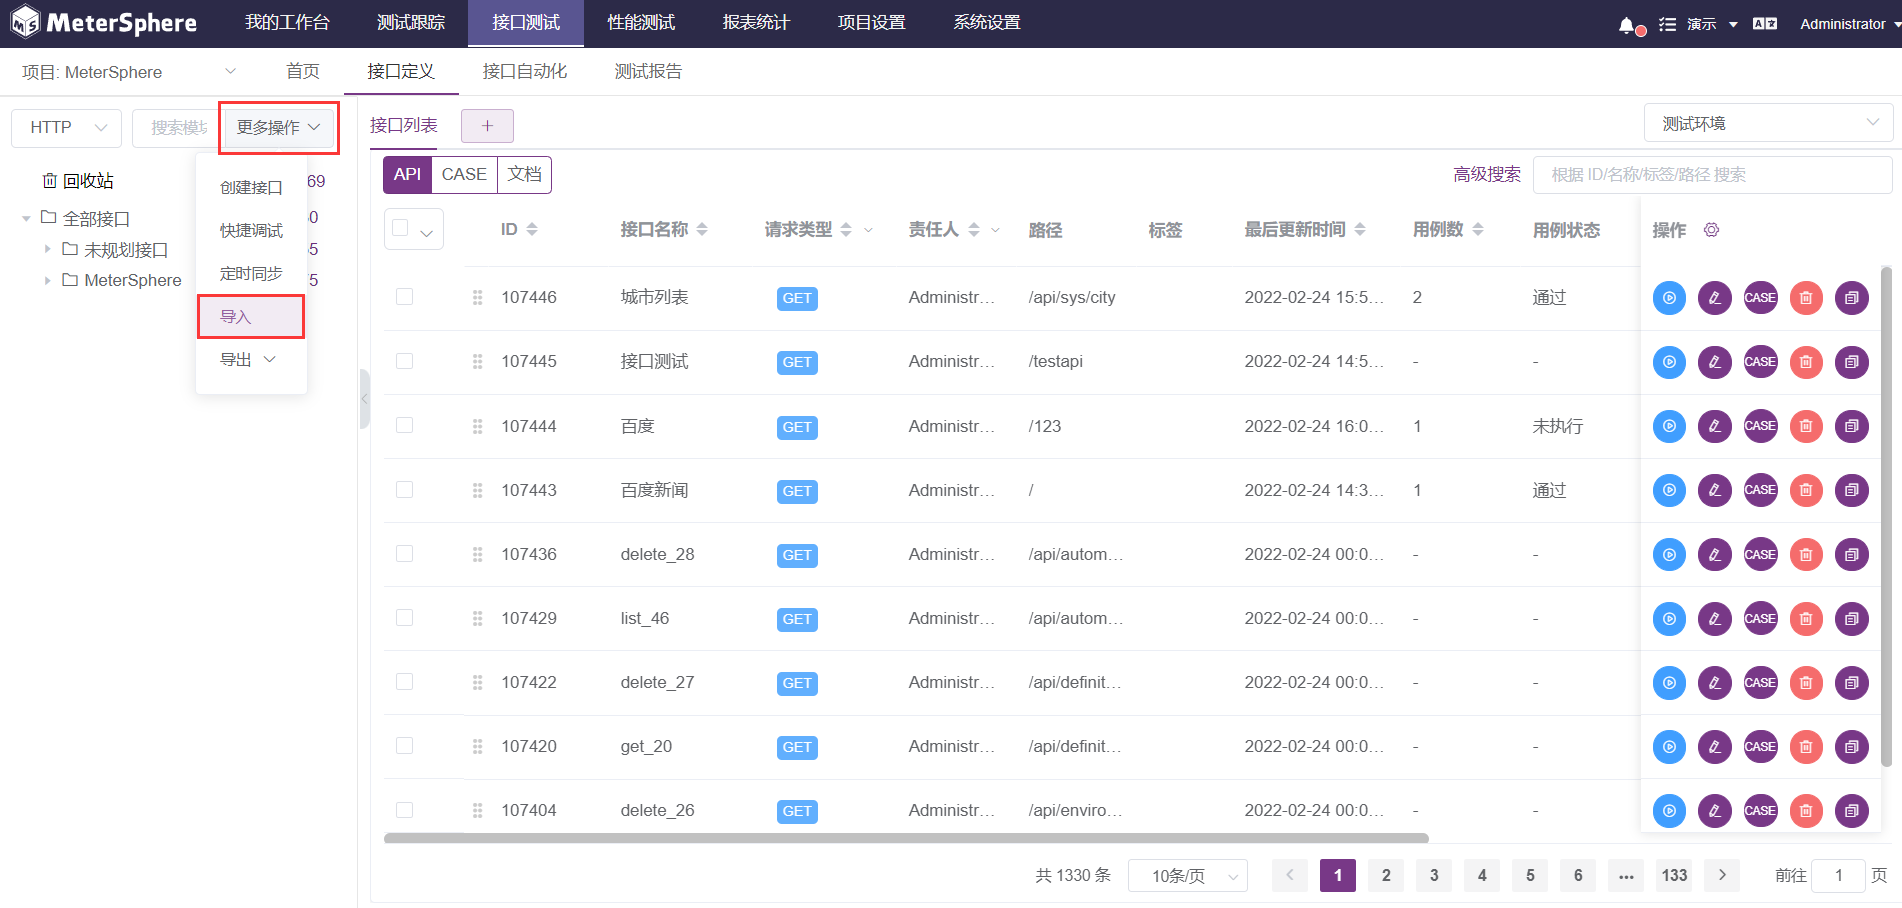 MeterSphere 我的工作台 测试跟踪 接口测试 性能测试 报表统计 项目设置 系统设置 演示 Administrator
项目: MeterSphere 首页 接口定义 接口自动化 测试报告
HTTP 搜索模块 更多操作 接口列表 + 测试环境
回收站 69
全部接口 0
未规划接口 5
MeterSphere 5
创建接口
快捷调试
定时同步
导入
导出
API CASE 文档 高级搜索 根据 ID/名称/标签/路径 搜索
ID 接口名称 请求类型 责任人 路径 标签 最后更新时间 用例数 用例状态 操作
107446 城市列表 GET Administr... /api/sys/city 2022-02-24 15:5... 2 通过 CASE
107445 接口测试 GET Administr... /testapi 2022-02-24 14:5... - - CASE
107444 百度 GET Administr... /123 2022-02-24 16:0... 1 未执行 CASE
107443 百度新闻 GET Administr... / 2022-02-24 14:3... 1 通过 CASE
107436 delete_28 GET Administr... /api/autom... 2022-02-24 00:0... - - CASE
107429 list_46 GET Administr... /api/autom... 2022-02-24 00:0... - - CASE
107422 delete_27 GET Administr... /api/definit... 2022-02-24 00:0... - - CASE
107420 get_20 GET Administr... /api/definit... 2022-02-24 00:0... - - CASE
107404 delete_26 GET Administr... /api/enviro... 2022-02-24 00:0... - - CASE
共 1330 条 10条/页 1 2 3 4 5 6 ... 133 前往 1 页